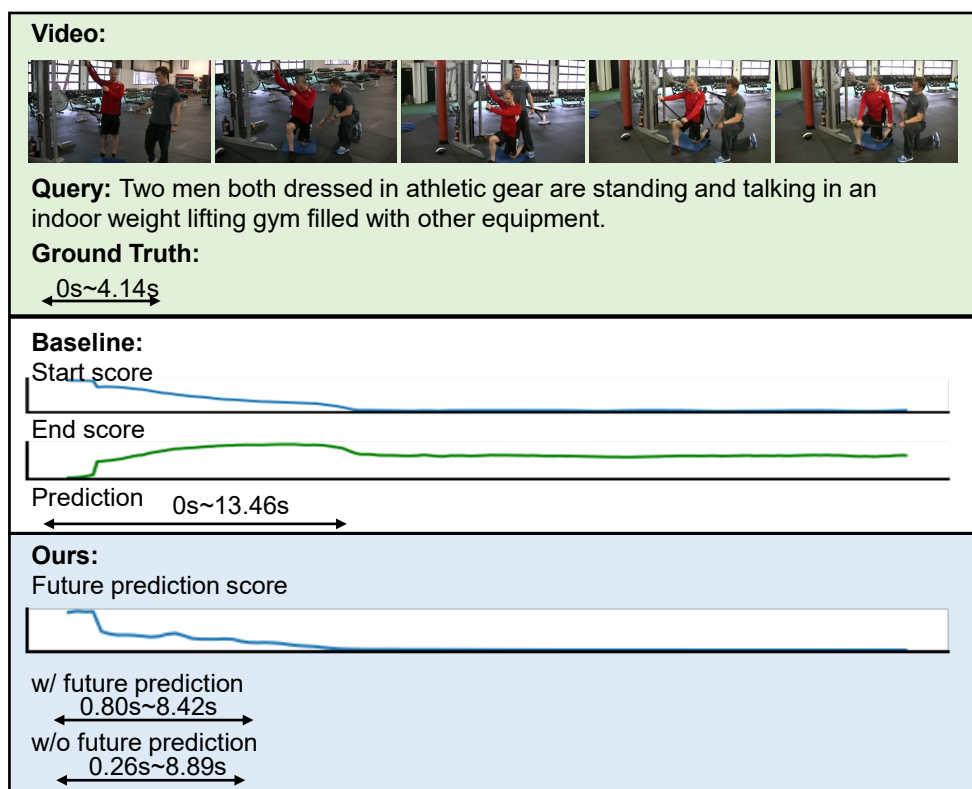 Video:
Query: Two men both dressed in athletic gear are standing and talking in an
indoor weight lifting gym filled with other equipment.
Ground Truth:
0s~4.14s
Baseline:
Start score
End score
Prediction
0s~13.46s
Ours:
Future prediction score
w/ future prediction
0.80s~8.42s
w/o future prediction
0.26s~8.89s